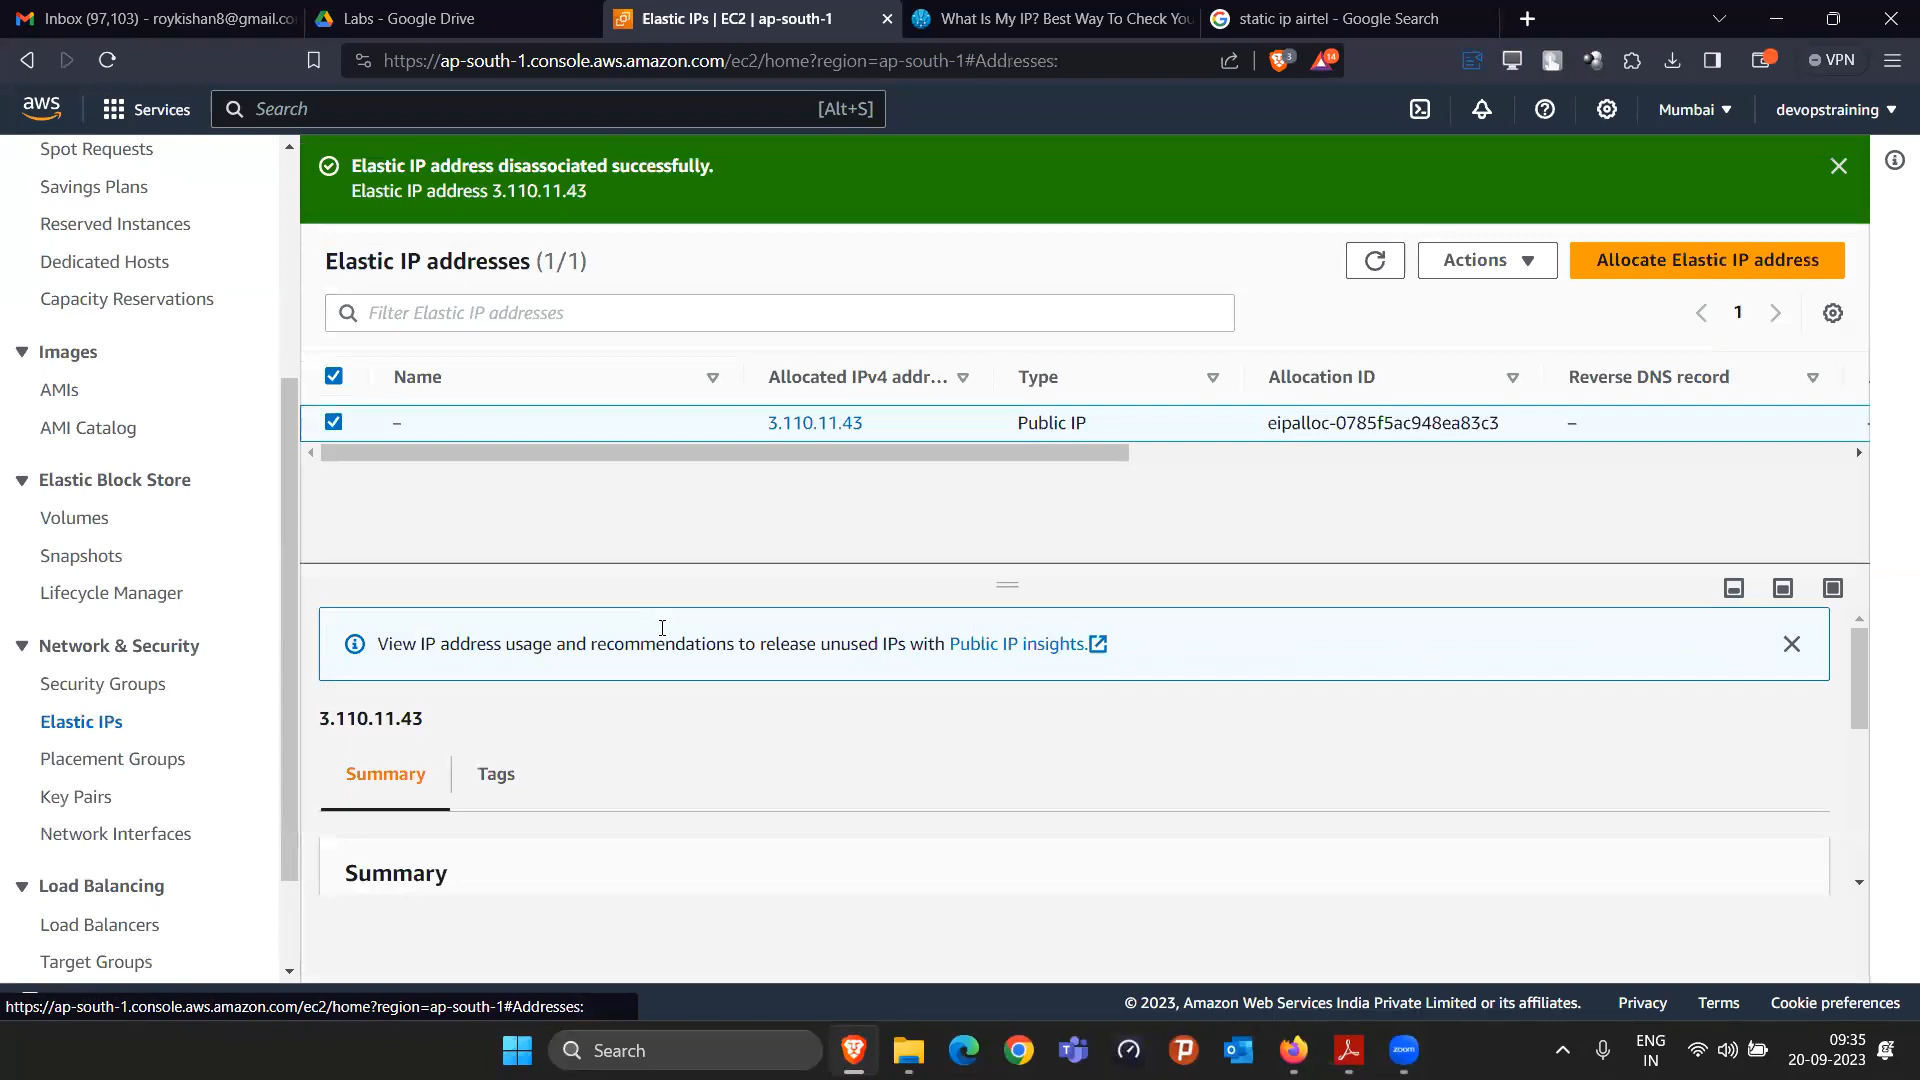 Inbox (97,103) - roykishan8@gmail.co
Labs - Google Drive
Elastic IPs | EC2 | ap-south-1
What Is My IP? Best Way To Check You
static ip airtel - Google Search
https://ap-south-1.console.aws.amazon.com/ec2/home?region=ap-south-1#Addresses:
3
14
VPN
aws
Services
Search
[Alt+S]
Mumbai
devopstraining
Spot Requests
Savings Plans
Reserved Instances
Dedicated Hosts
Capacity Reservations
Images
AMIs
AMI Catalog
Elastic Block Store
Volumes
Snapshots
Lifecycle Manager
Network & Security
Security Groups
Elastic IPs
Placement Groups
Key Pairs
Network Interfaces
Load Balancing
Load Balancers
Target Groups
Elastic IP address disassociated successfully.
Elastic IP address 3.110.11.43
Elastic IP addresses (1/1)
Actions
Allocate Elastic IP address
Filter Elastic IP addresses
1
Name
Allocated IPv4 addr...
Type
Allocation ID
Reverse DNS record
–
3.110.11.43
Public IP
eipalloc-0785f5ac948ea83c3
–
View IP address usage and recommendations to release unused IPs with Public IP insights.
3.110.11.43
Summary
Tags
Summary
https://ap-south-1.console.aws.amazon.com/ec2/home?region=ap-south-1#Addresses:
© 2023, Amazon Web Services India Private Limited or its affiliates.
Privacy
Terms
Cookie preferences
Search
zoom
ENG
IN
09:35
20-09-2023